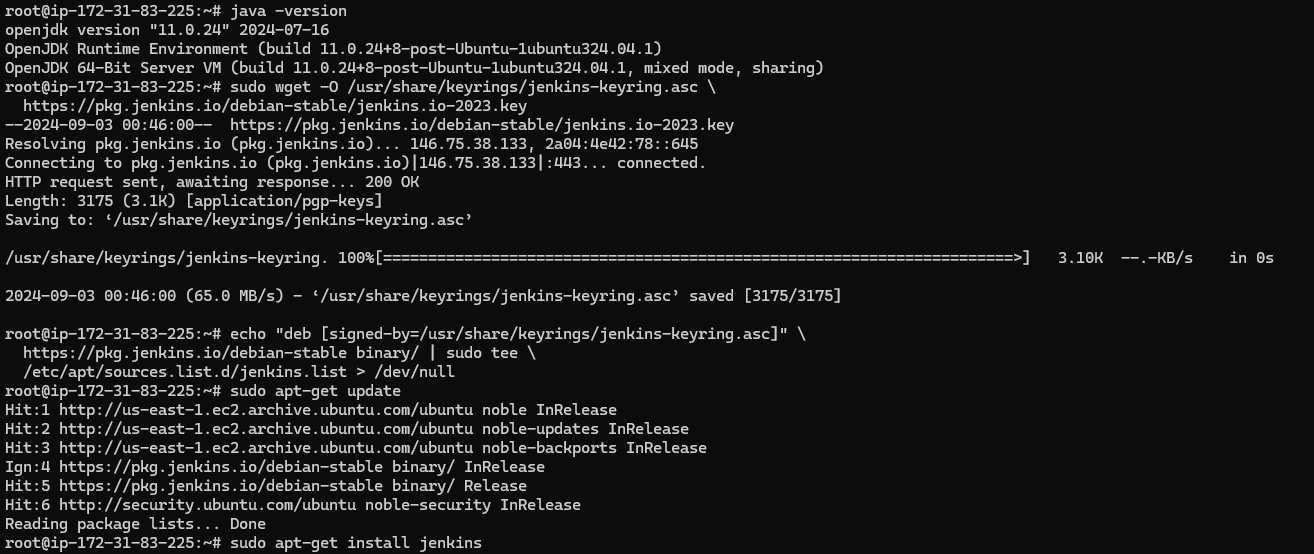 root@ip-172-31-83-225:~# java -version
openjdk version "11.0.24" 2024-07-16
OpenJDK Runtime Environment (build 11.0.24+8-post-Ubuntu-1ubuntu324.04.1)
OpenJDK 64-Bit Server VM (build 11.0.24+8-post-Ubuntu-1ubuntu324.04.1, mixed mode, sharing)
root@ip-172-31-83-225:~# sudo wget -O /usr/share/keyrings/jenkins-keyring.asc \
  https://pkg.jenkins.io/debian-stable/jenkins.io-2023.key
--2024-09-03 00:46:00--  https://pkg.jenkins.io/debian-stable/jenkins.io-2023.key
Resolving pkg.jenkins.io (pkg.jenkins.io)... 146.75.38.133, 2a04:4e42:78::645
Connecting to pkg.jenkins.io (pkg.jenkins.io)|146.75.38.133|:443... connected.
HTTP request sent, awaiting response... 200 OK
Length: 3175 (3.1K) [application/pgp-keys]
Saving to: ‘/usr/share/keyrings/jenkins-keyring.asc’
/usr/share/keyrings/jenkins-keyring. 100%[======================================================================>]   3.10K  --.-KB/s    in 0s
2024-09-03 00:46:00 (65.0 MB/s) - ‘/usr/share/keyrings/jenkins-keyring.asc’ saved [3175/3175]
root@ip-172-31-83-225:~# echo "deb [signed-by=/usr/share/keyrings/jenkins-keyring.asc]" \
  https://pkg.jenkins.io/debian-stable binary/ | sudo tee \
  /etc/apt/sources.list.d/jenkins.list > /dev/null
root@ip-172-31-83-225:~# sudo apt-get update
Hit:1 http://us-east-1.ec2.archive.ubuntu.com/ubuntu noble InRelease
Hit:2 http://us-east-1.ec2.archive.ubuntu.com/ubuntu noble-updates InRelease
Hit:3 http://us-east-1.ec2.archive.ubuntu.com/ubuntu noble-backports InRelease
Ign:4 https://pkg.jenkins.io/debian-stable binary/ InRelease
Hit:5 https://pkg.jenkins.io/debian-stable binary/ Release
Hit:6 http://security.ubuntu.com/ubuntu noble-security InRelease
Reading package lists... Done
root@ip-172-31-83-225:~# sudo apt-get install jenkins